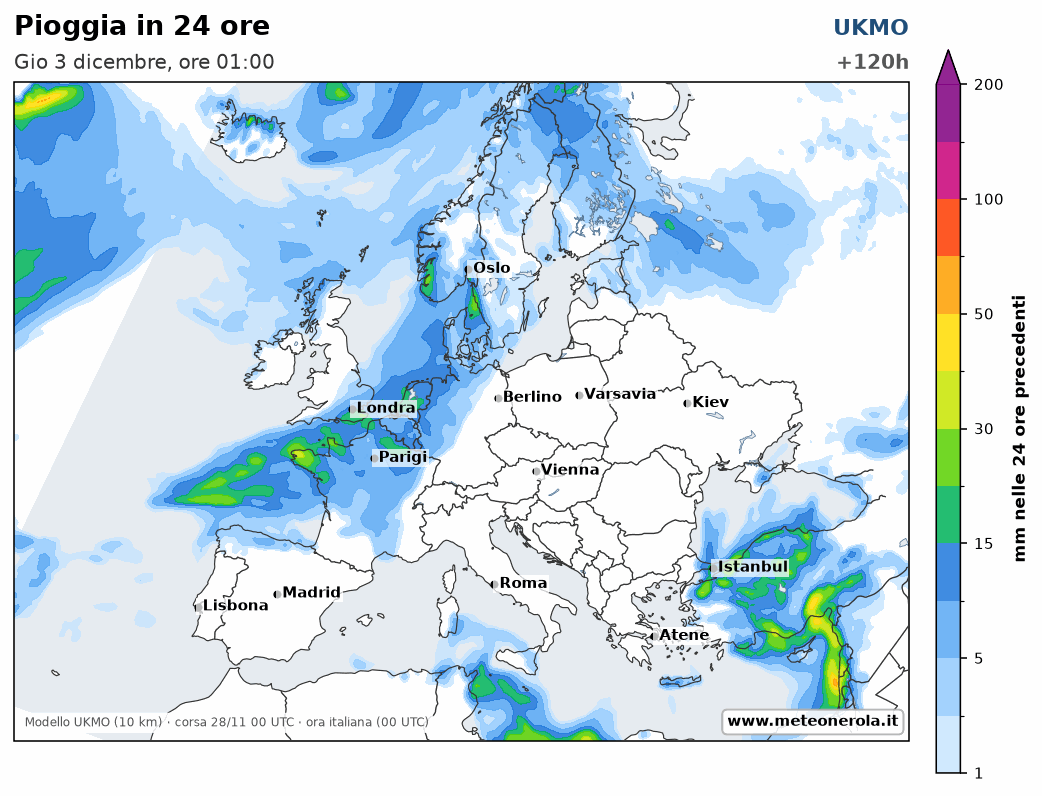 Pioggia in 24 ore
UKMO
Gio 3 dicembre, ore 01:00
+120h
200
100
50
30
15
5
1
mm nelle 24 ore precedenti
Oslo
Berlino
Varsavia
Kiev
Londra
Parigi
Vienna
Istanbul
Roma
Madrid
Lisbona
Atene
Modello UKMO (10 km) · corsa 28/11 00 UTC · ora italiana (00 UTC)
www.meteonerola.it